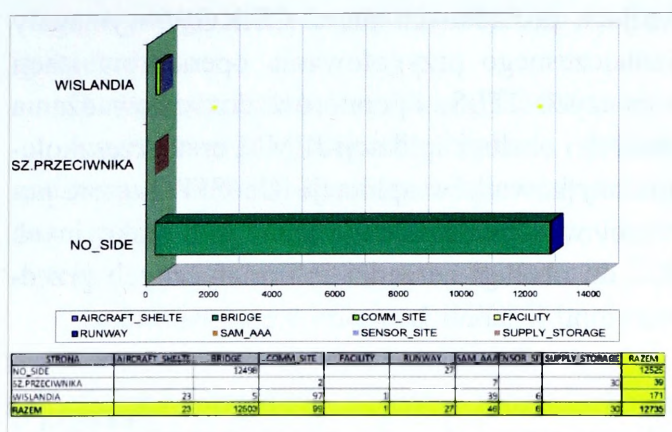 WISLANDIA
SZ.PRZECIWNIKA
NO_SIDE
0 2000 4000 6000 8000 10000 12000 14000
AIRCRAFT_SHELTE BRIDGE COMM_SITE FACILITY
RUNWAY SAM_AAA SENSOR_SITE SUPPLY_STORAGE
STRONA AIRCRAFT_SHELTE BRIDGE COMM_SITE FACILITY RUNWAY SAM_AAA SENSOR_SI SUPPLY_STORAGE RAZEM
NO_SIDE 12498 27 12525
SZ.PRZECIWNIKA 2 7 30 39
WISLANDIA 23 5 97 1 39 6 171
RAZEM 23 12503 99 1 27 46 6 30 12735